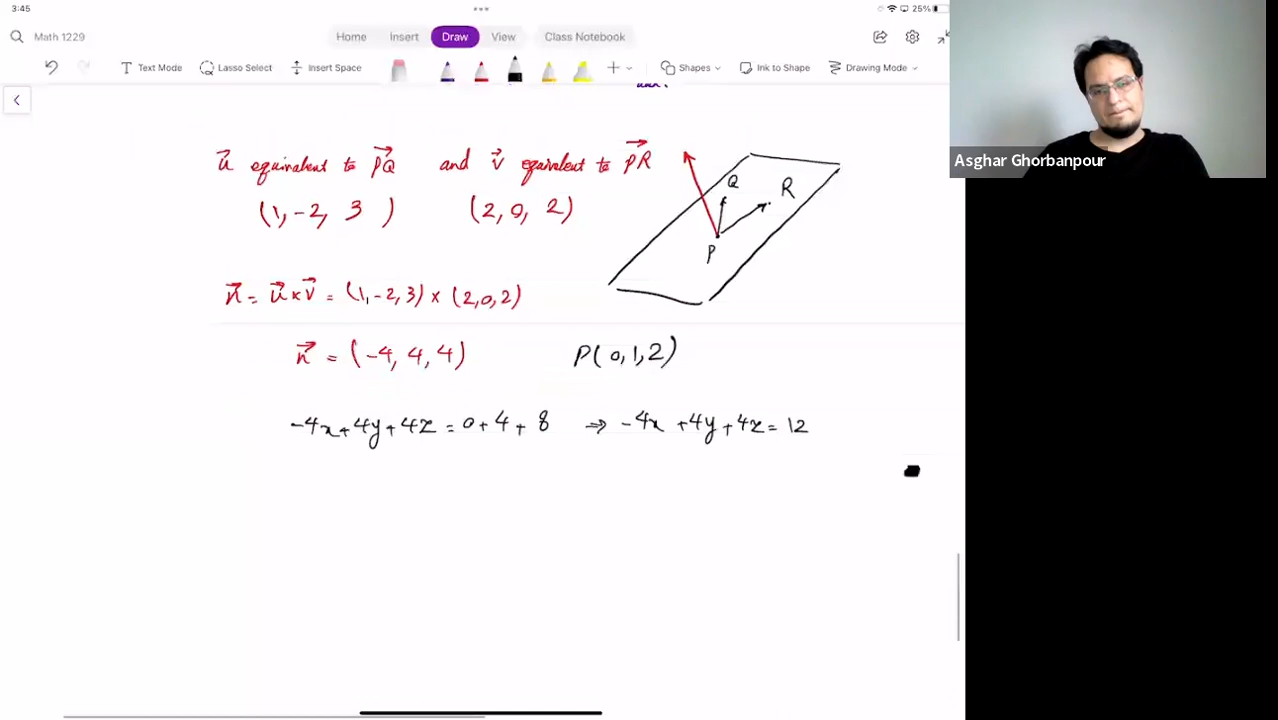 3:45
25%
Math 1229
Home Insert Draw View Class Notebook
Text Mode Lasso Select Insert Space Shapes Ink to Shape Drawing Mode
Asghar Ghorbanpour
u⃗ equivalent to PQ⃗ and v⃗ equivalent to PR⃗
(1, -2, 3 ) (2, 0, 2)
Q R
P
n⃗ = u⃗ × v⃗ = (1, -2, 3) × (2, 0, 2)
n⃗ = (-4, 4, 4) P(0, 1, 2)
-4x + 4y + 4z = 0 + 4 + 8 ⇒ -4x + 4y + 4z = 12